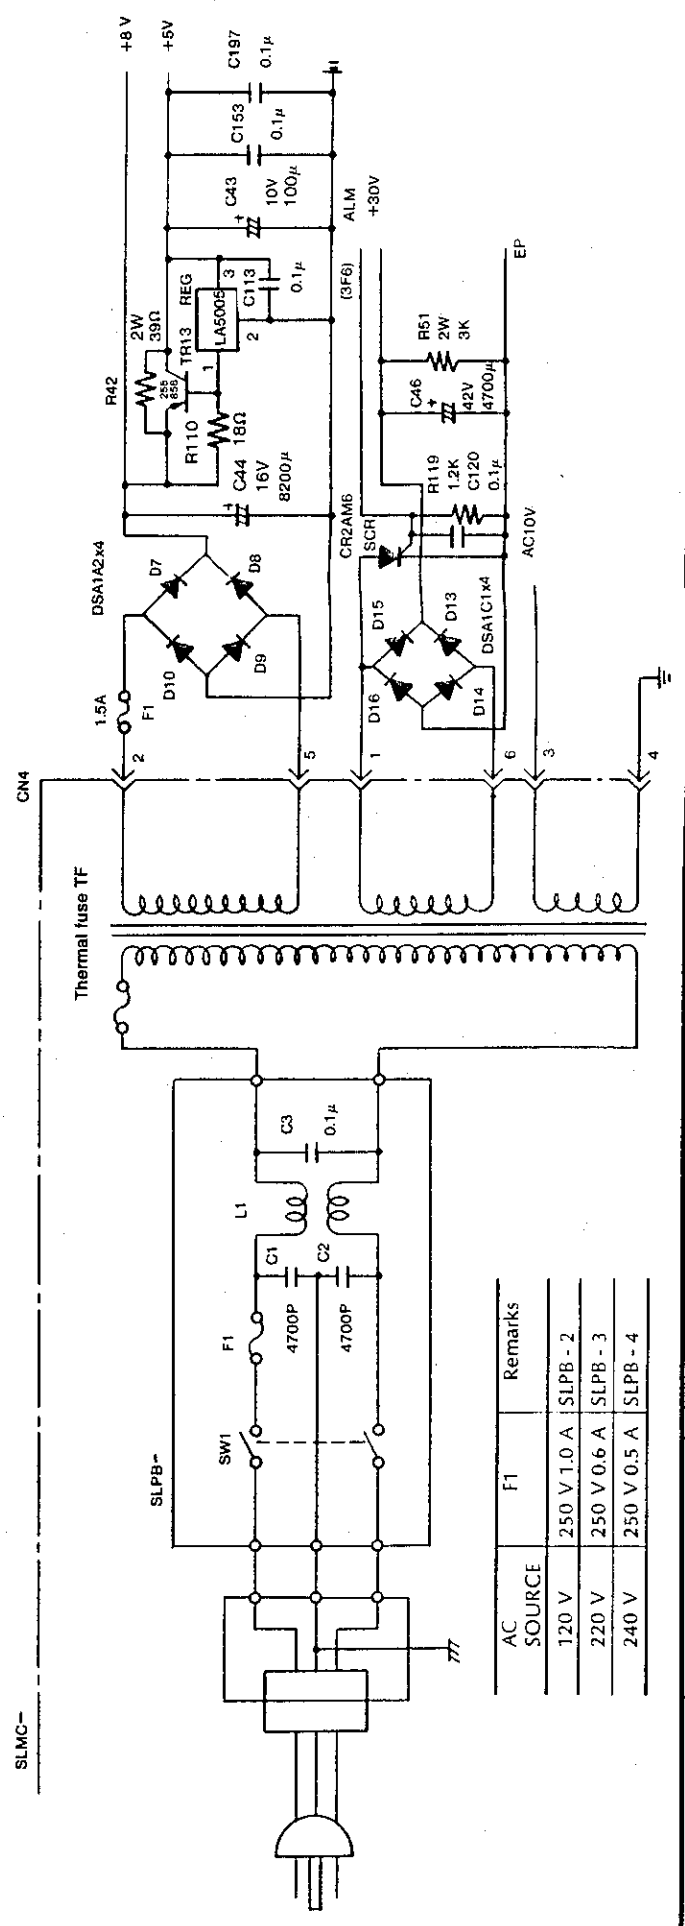 SLMC–
CN4
SLPB–
SW1
F1
4700P
C1
4700P
C2
L1
C3
0.1μ
Thermal fuse TF
2
5
1
6
3
4
1.5A
F1
DSA1A2x4
D10
D7
D9
D8
R42
2W
39Ω
+8 V
+5V
C44
16V
8200μ
R110
18Ω
TR13
REG
LA5005
1
2
3
C113
0.1μ
C43
10V
100μ
C153
0.1μ
C197
0.1μ
CR2AM6
SCR
D16
D15
D14
D13
DSA1C1x4
R119
1.2K
C120
0.1μ
C46
42V
4700μ
R51
2W
3K
(3F6)
ALM
+30V
EP
AC10V
AC SOURCE F1 Remarks
120 V 250 V 1.0 A SLPB - 2
220 V 250 V 0.6 A SLPB - 3
240 V 250 V 0.5 A SLPB - 4